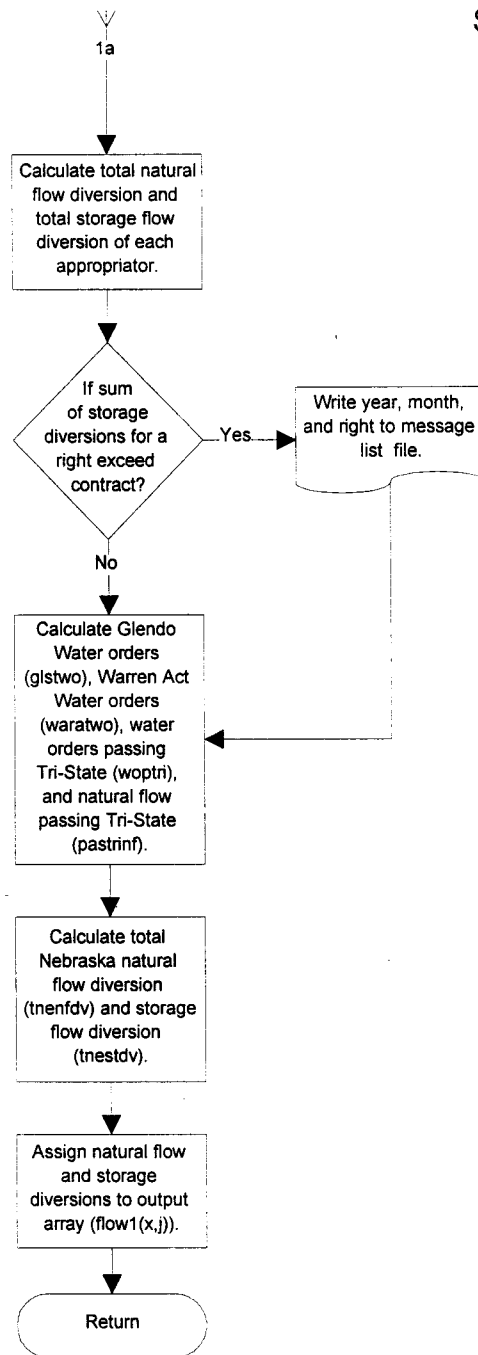 S
1a
Calculate total natural
flow diversion and
total storage flow
diversion of each
appropriator.
If sum
of storage
diversions for a
right exceed
contract?
Yes
Write year, month,
and right to message
list file.
No
Calculate Glendo
Water orders
(glstwo), Warren Act
Water orders
(waratwo), water
orders passing
Tri-State (woptri),
and natural flow
passing Tri-State
(pastrinf).
Calculate total
Nebraska natural
flow diversion
(tnenfdv) and storage
flow diversion
(tnestdv).
Assign natural flow
and storage
diversions to output
array (flow1(x,j)).
Return